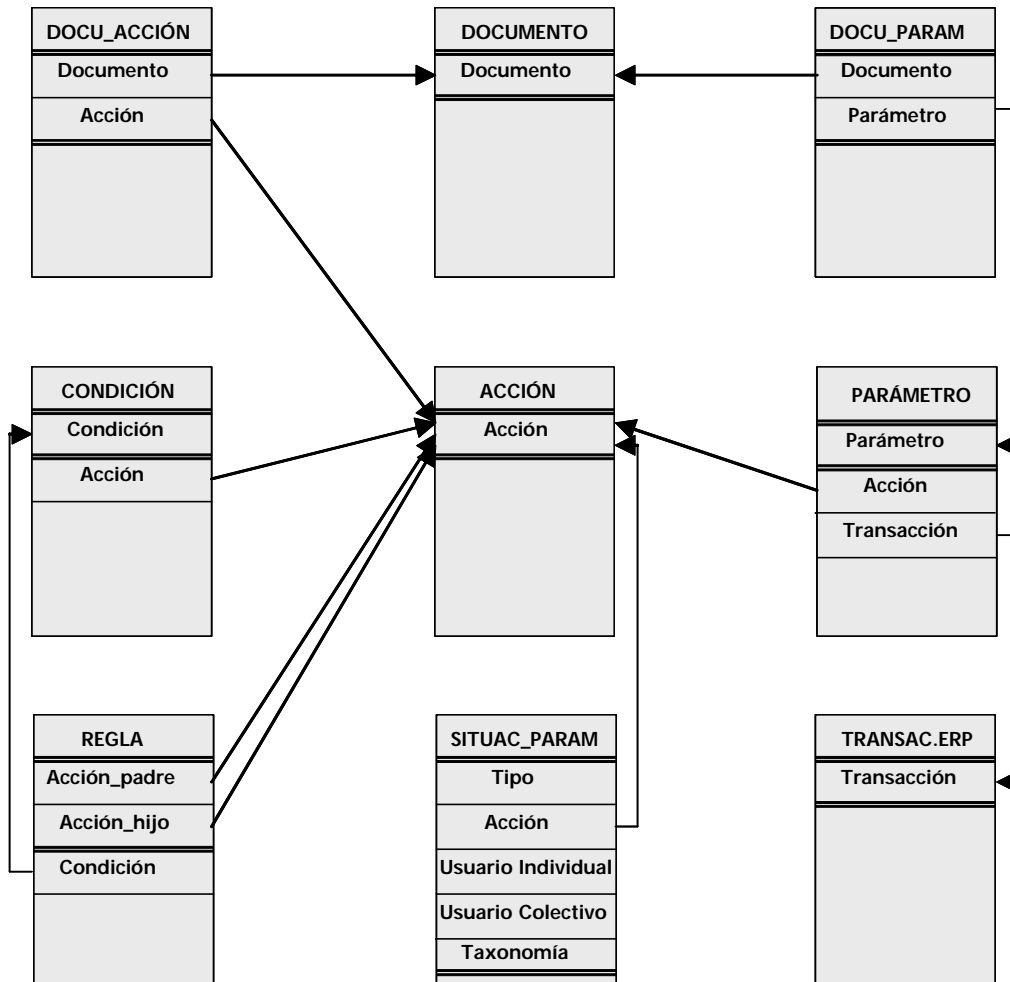 DOCU_ACCIÓN
Documento
Acción
DOCUMENTO
Documento
DOCU_PARAM
Documento
Parámetro
CONDICIÓN
Condición
Acción
ACCIÓN
Acción
PARÁMETRO
Parámetro
Acción
Transacción
REGLA
Acción_padre
Acción_hijo
Condición
SITUAC_PARAM
Tipo
Acción
Usuario Individual
Usuario Colectivo
Taxonomía
TRANSAC.ERP
Transacción